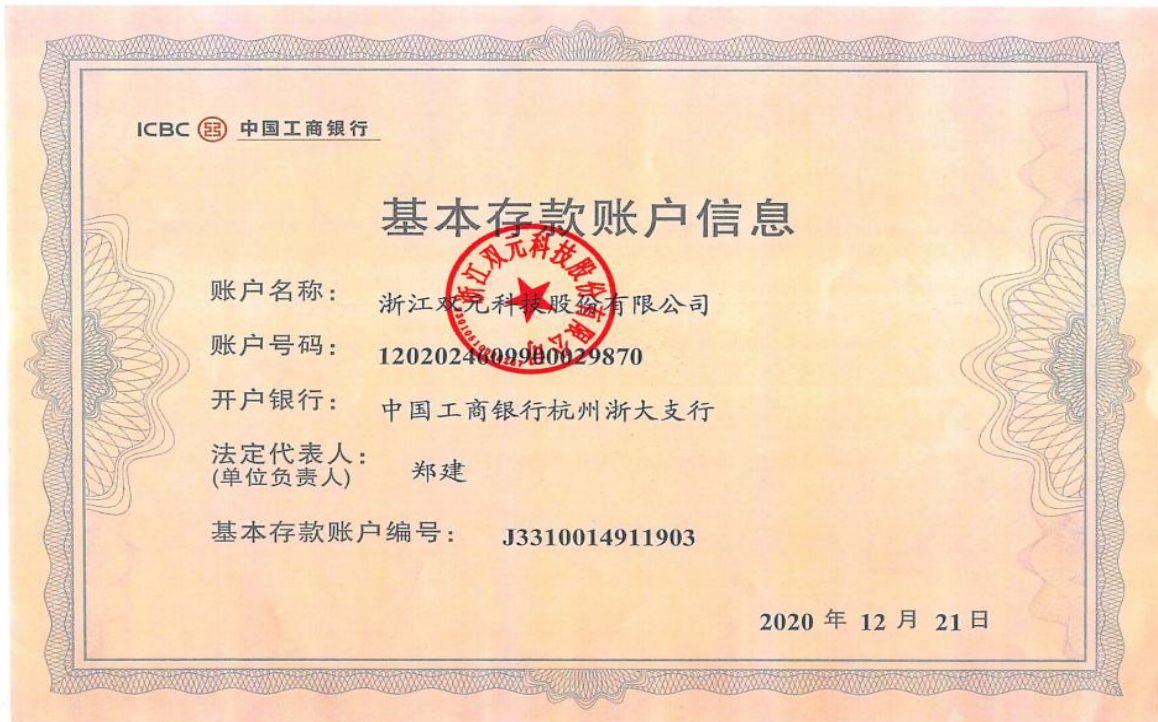 ICBC 中国工商银行
基本存款账户信息
账户名称： 浙江双元科技股份有限公司
账户号码： 1202024609900029870
开户银行： 中国工商银行杭州浙大支行
法定代表人： 郑建
(单位负责人)
基本存款账户编号： J3310014911903
2020 年 12 月 21 日
浙江双元科技股份有限公司